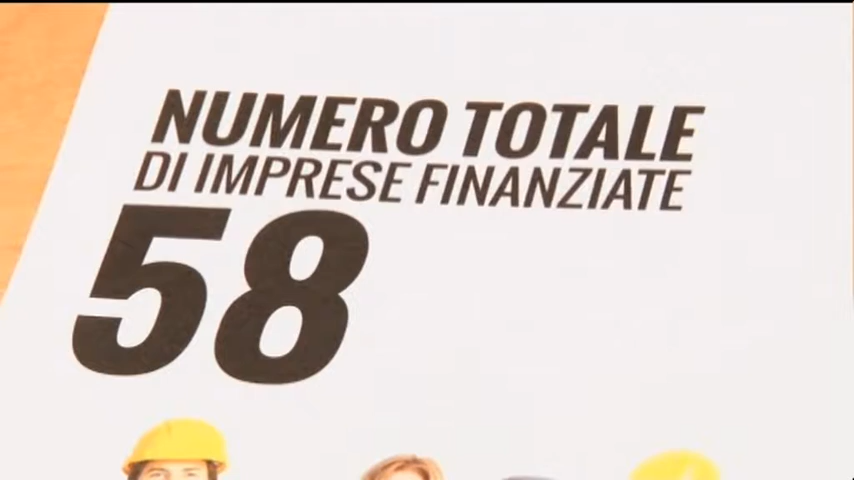 NUMERO TOTALE
DI IMPRESE FINANZIATE
58